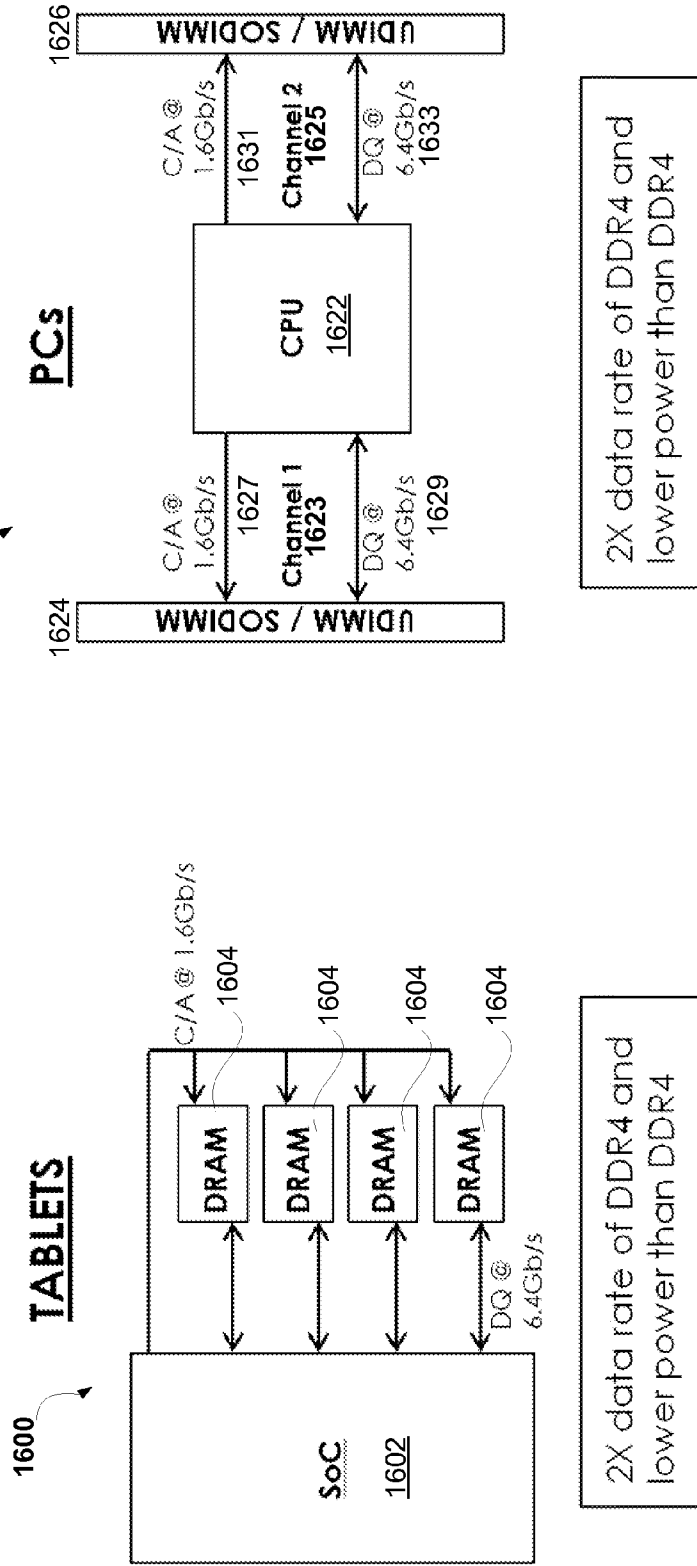 1600
TABLETS
SoC
1602
C/A @ 1.6Gb/s
DRAM
1604
DRAM
1604
DRAM
1604
DRAM
1604
DQ @
6.4Gb/s
2X data rate of DDR4 and
lower power than DDR4
PCs
1624
UDIMM / SODIMM
C/A @
1.6Gb/s
1627
Channel 1
1623
DQ @
6.4Gb/s
1629
CPU
1622
C/A @
1.6Gb/s
1631
Channel 2
1625
DQ @
6.4Gb/s
1633
1626
UDIMM / SODIMM
2X data rate of DDR4 and
lower power than DDR4